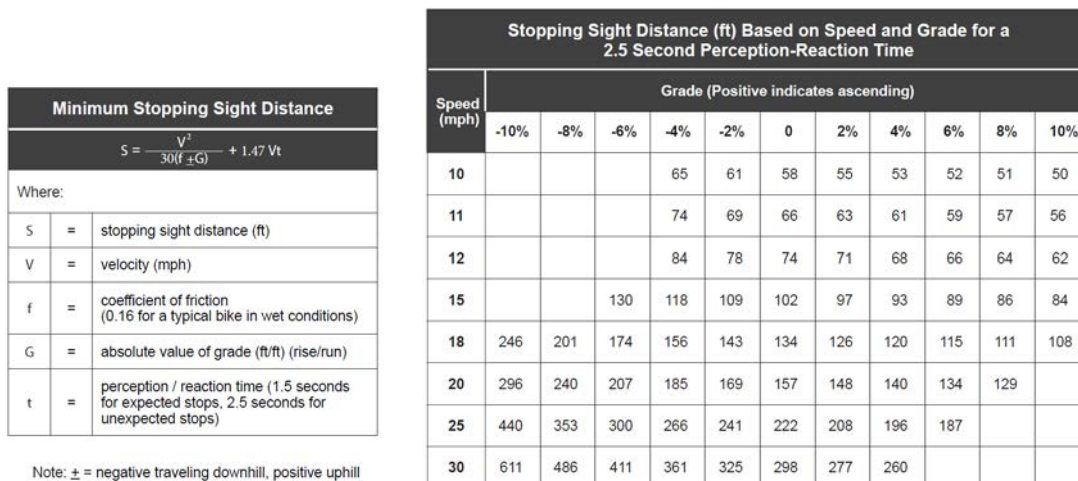 Minimum Stopping Sight Distance
S = V² / 30(f ±G) + 1.47 Vt
Where:
S = stopping sight distance (ft)
V = velocity (mph)
f = coefficient of friction
(0.16 for a typical bike in wet conditions)
G = absolute value of grade (ft/ft) (rise/run)
t = perception / reaction time (1.5 seconds
for expected stops, 2.5 seconds for
unexpected stops)
Note: ± = negative traveling downhill, positive uphill
Stopping Sight Distance (ft) Based on Speed and Grade for a
2.5 Second Perception-Reaction Time
Speed
(mph)
Grade (Positive indicates ascending)
-10% -8% -6% -4% -2% 0 2% 4% 6% 8% 10%
10 65 61 58 55 53 52 51 50
11 74 69 66 63 61 59 57 56
12 84 78 74 71 68 66 64 62
15 130 118 109 102 97 93 89 86 84
18 246 201 174 156 143 134 126 120 115 111 108
20 296 240 207 185 169 157 148 140 134 129
25 440 353 300 266 241 222 208 196 187
30 611 486 411 361 325 298 277 260